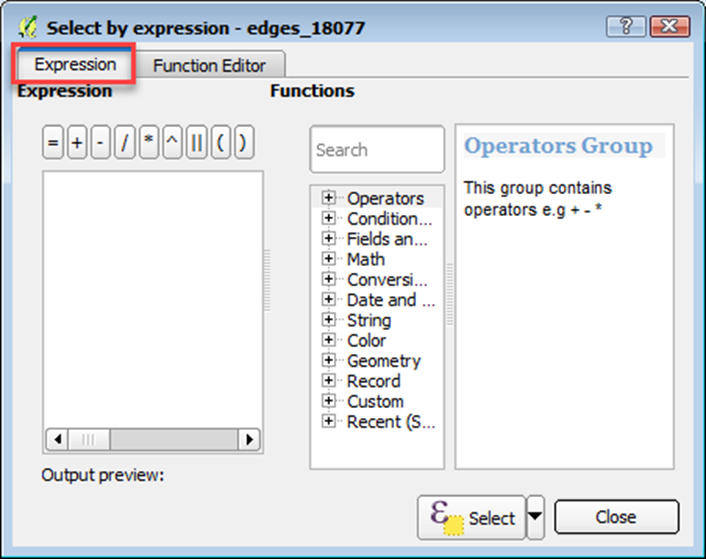 Select by expression - edges_18077
Expression
Function Editor
Expression
Functions
= + - / * ^ || ( )
Search
Operators
Condition...
Fields an...
Math
Conversi...
Date and ...
String
Color
Geometry
Record
Custom
Recent (S...
Operators Group
This group contains
operators e.g + - *
Output preview:
ε Select
Close